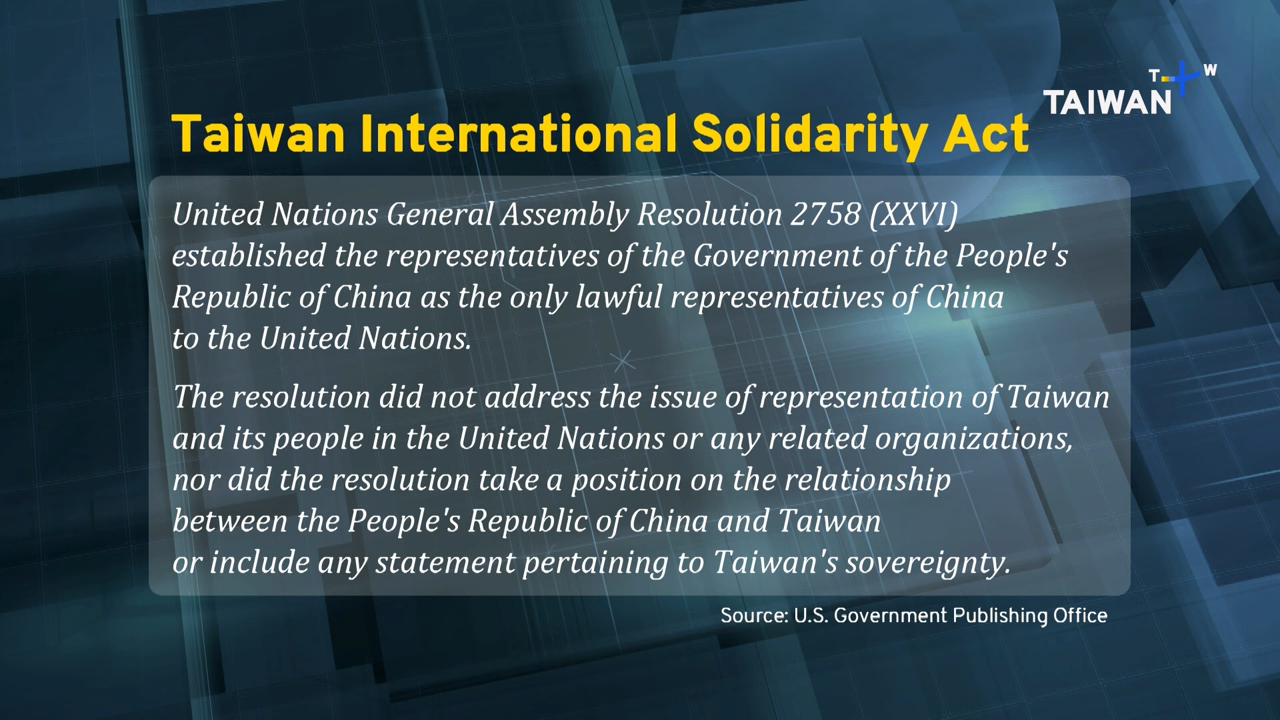 T W
TAIWAN
Taiwan International Solidarity Act
United Nations General Assembly Resolution 2758 (XXVI)
established the representatives of the Government of the People's
Republic of China as the only lawful representatives of China
to the United Nations.
The resolution did not address the issue of representation of Taiwan
and its people in the United Nations or any related organizations,
nor did the resolution take a position on the relationship
between the People's Republic of China and Taiwan
or include any statement pertaining to Taiwan's sovereignty.
Source: U.S. Government Publishing Office